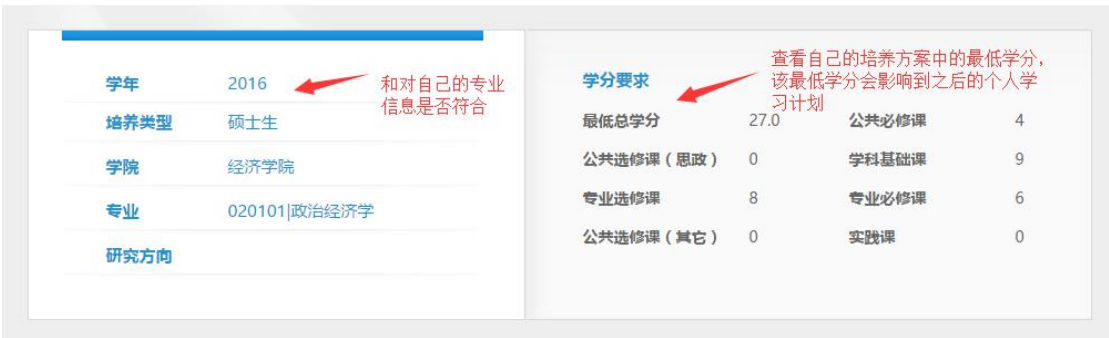 学年 2016
和对自己的专业
信息是否符合
培养类型 硕士生
学院 经济学院
专业 020101|政治经济学
研究方向
查看自己的培养方案中的最低学分,
该最低学分会影响到之后的个人学
习计划
学分要求
最低总学分 27.0 公共必修课 4
公共选修课（思政） 0 学科基础课 9
专业选修课 8 专业必修课 6
公共选修课（其它） 0 实践课 0